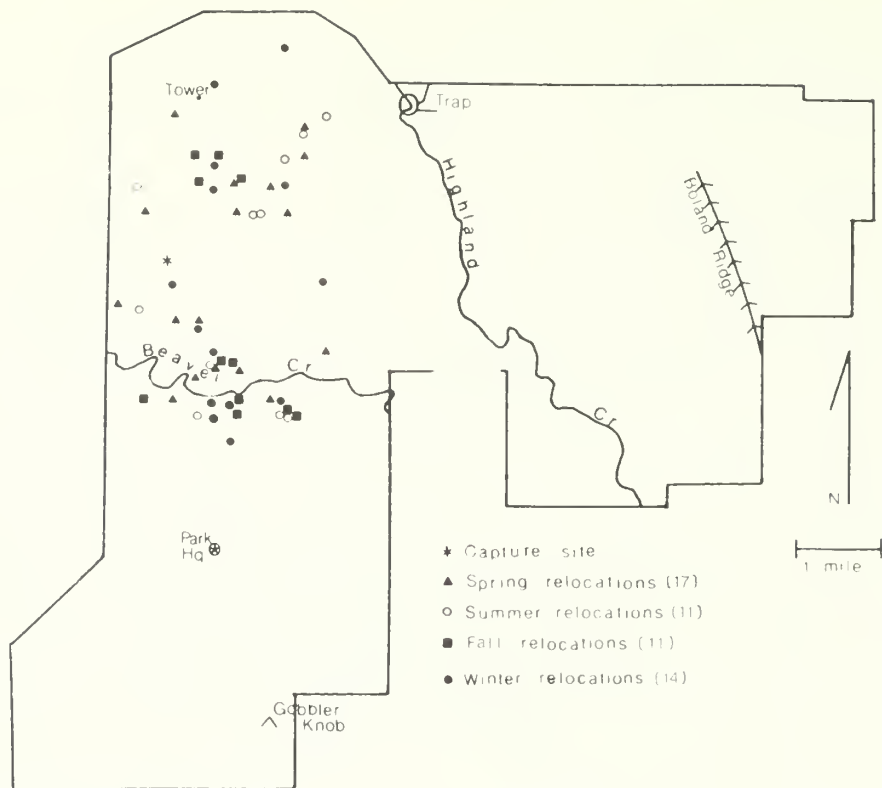 Tower
Trap
Highland
Boland Ridge
Beaver Cr
Cr
Park
Hq
N
1 mile
Capture site
Spring relocations (17)
Summer relocations (11)
Fall relocations (11)
Winter relocations (14)
Gobbler
Knob